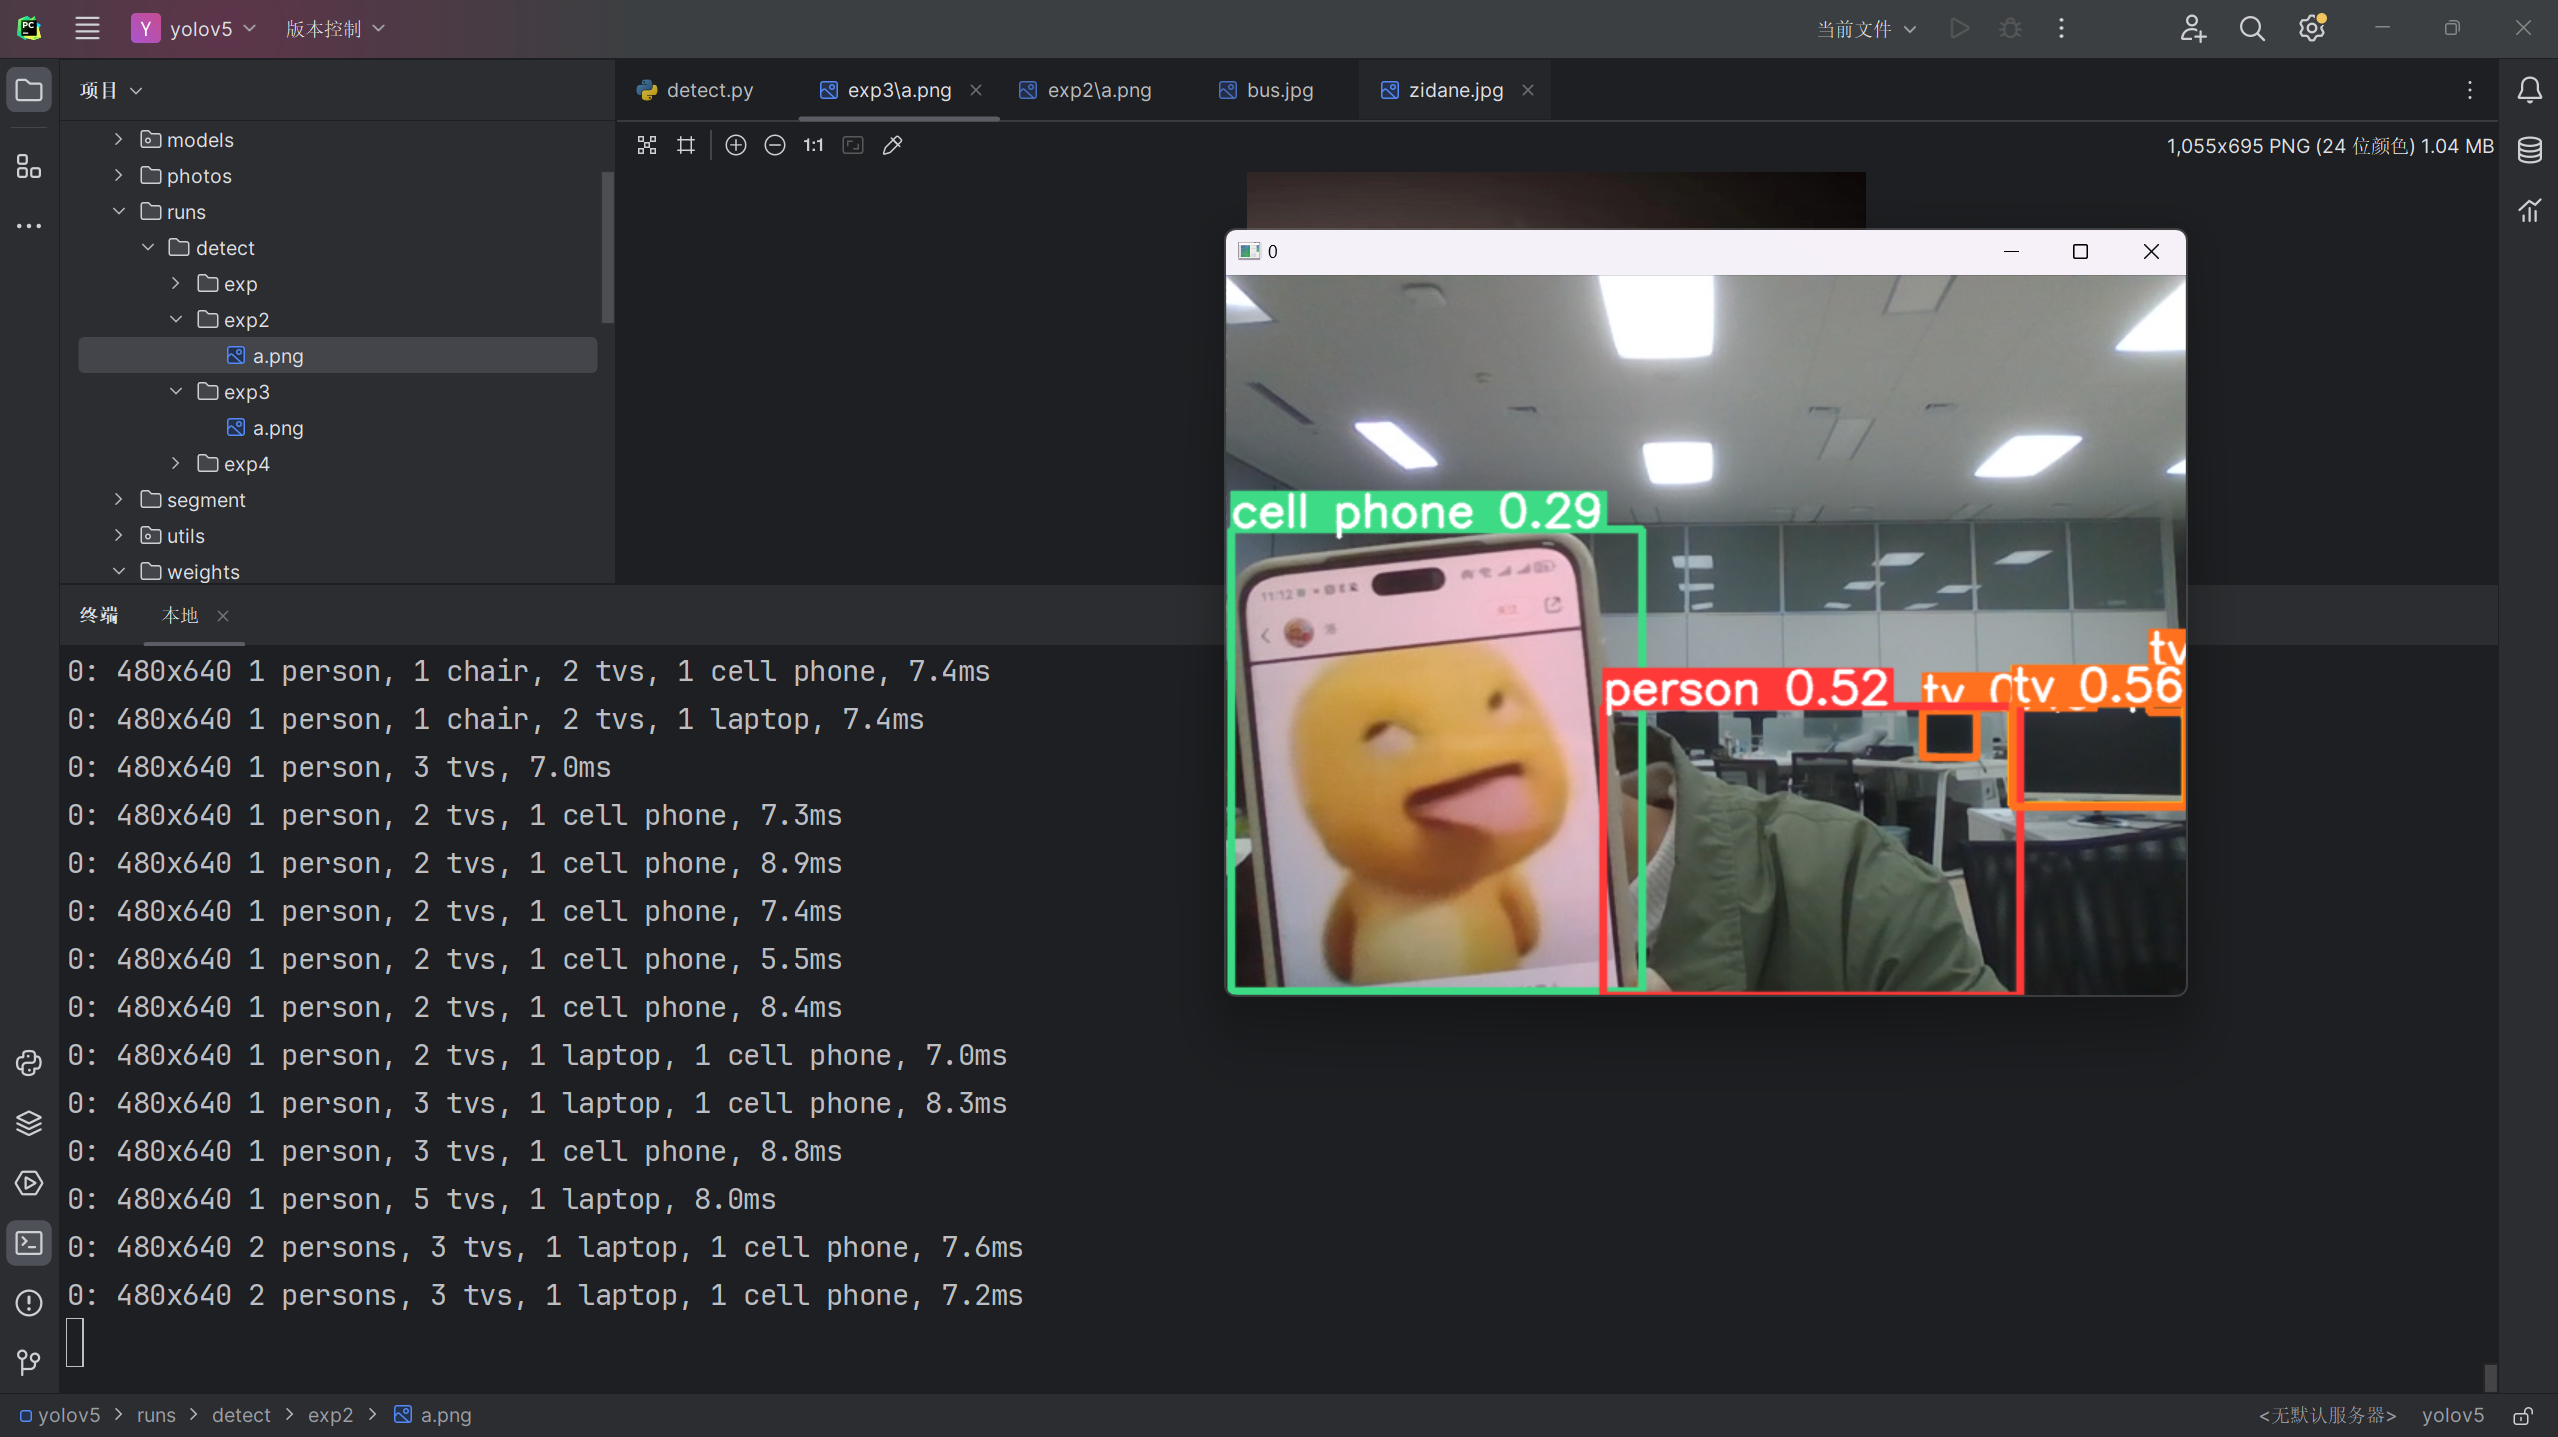 Y yolov5 版本控制 当前文件
项目
detect.py exp3\a.png exp2\a.png bus.jpg zidane.jpg
1:1 1,055x695 PNG (24 位颜色) 1.04 MB
models
photos
runs
detect
exp
exp2
a.png
exp3
a.png
exp4
segment
utils
weights
0
cell phone 0.29
11:12
关注
person 0.52
tv 0
tv 0.56
tv
终端 本地
0: 480x640 1 person, 1 chair, 2 tvs, 1 cell phone, 7.4ms
0: 480x640 1 person, 1 chair, 2 tvs, 1 laptop, 7.4ms
0: 480x640 1 person, 3 tvs, 7.0ms
0: 480x640 1 person, 2 tvs, 1 cell phone, 7.3ms
0: 480x640 1 person, 2 tvs, 1 cell phone, 8.9ms
0: 480x640 1 person, 2 tvs, 1 cell phone, 7.4ms
0: 480x640 1 person, 2 tvs, 1 cell phone, 5.5ms
0: 480x640 1 person, 2 tvs, 1 cell phone, 8.4ms
0: 480x640 1 person, 2 tvs, 1 laptop, 1 cell phone, 7.0ms
0: 480x640 1 person, 3 tvs, 1 laptop, 1 cell phone, 8.3ms
0: 480x640 1 person, 3 tvs, 1 cell phone, 8.8ms
0: 480x640 1 person, 5 tvs, 1 laptop, 8.0ms
0: 480x640 2 persons, 3 tvs, 1 laptop, 1 cell phone, 7.6ms
0: 480x640 2 persons, 3 tvs, 1 laptop, 1 cell phone, 7.2ms
yolov5 > runs > detect > exp2 > a.png <无默认服务器> yolov5